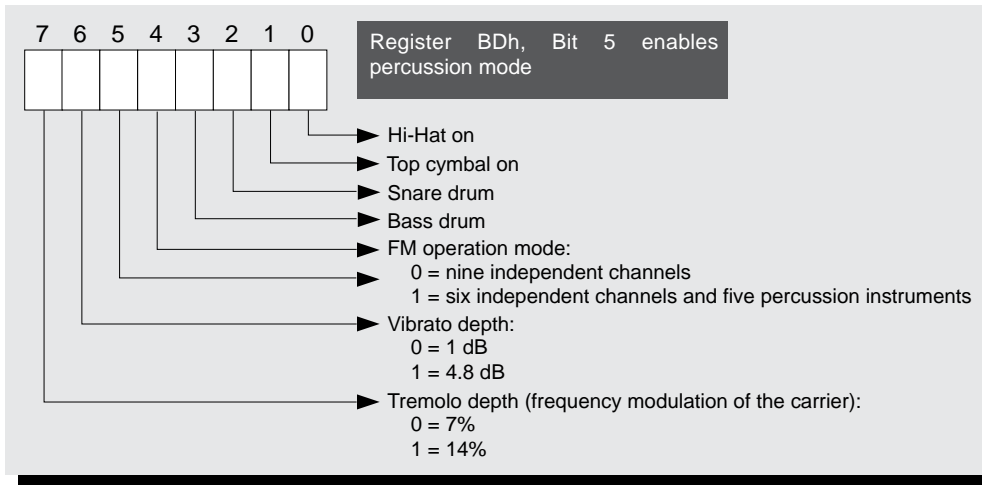 7 6 5 4 3 2 1 0
Register BDh, Bit 5 enables
percussion mode
Hi-Hat on
Top cymbal on
Snare drum
Bass drum
FM operation mode:
0 = nine independent channels
1 = six independent channels and five percussion instruments
Vibrato depth:
0 = 1 dB
1 = 4.8 dB
Tremolo depth (frequency modulation of the carrier):
0 = 7%
1 = 14%